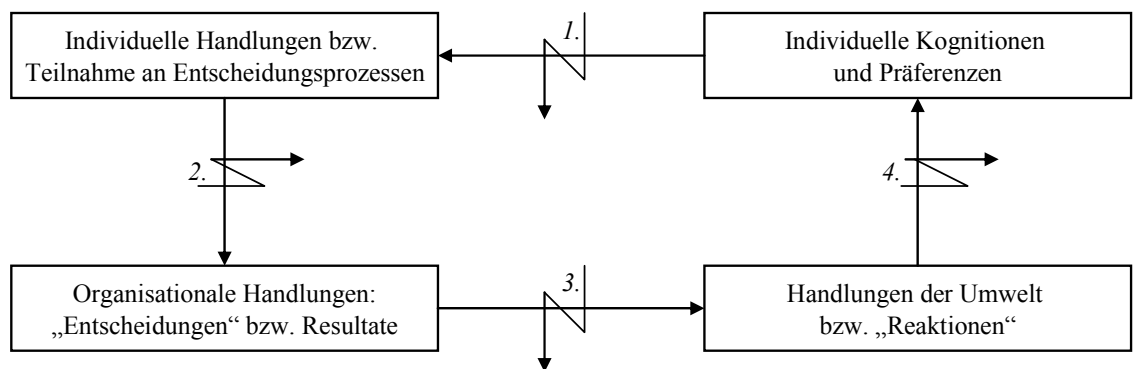 Individuelle Handlungen bzw.
Teilnahme an Entscheidungsprozessen
1.
Individuelle Kognitionen
und Präferenzen
2.
4.
Organisationale Handlungen:
„Entscheidungen“ bzw. Resultate
3.
Handlungen der Umwelt
bzw. „Reaktionen“